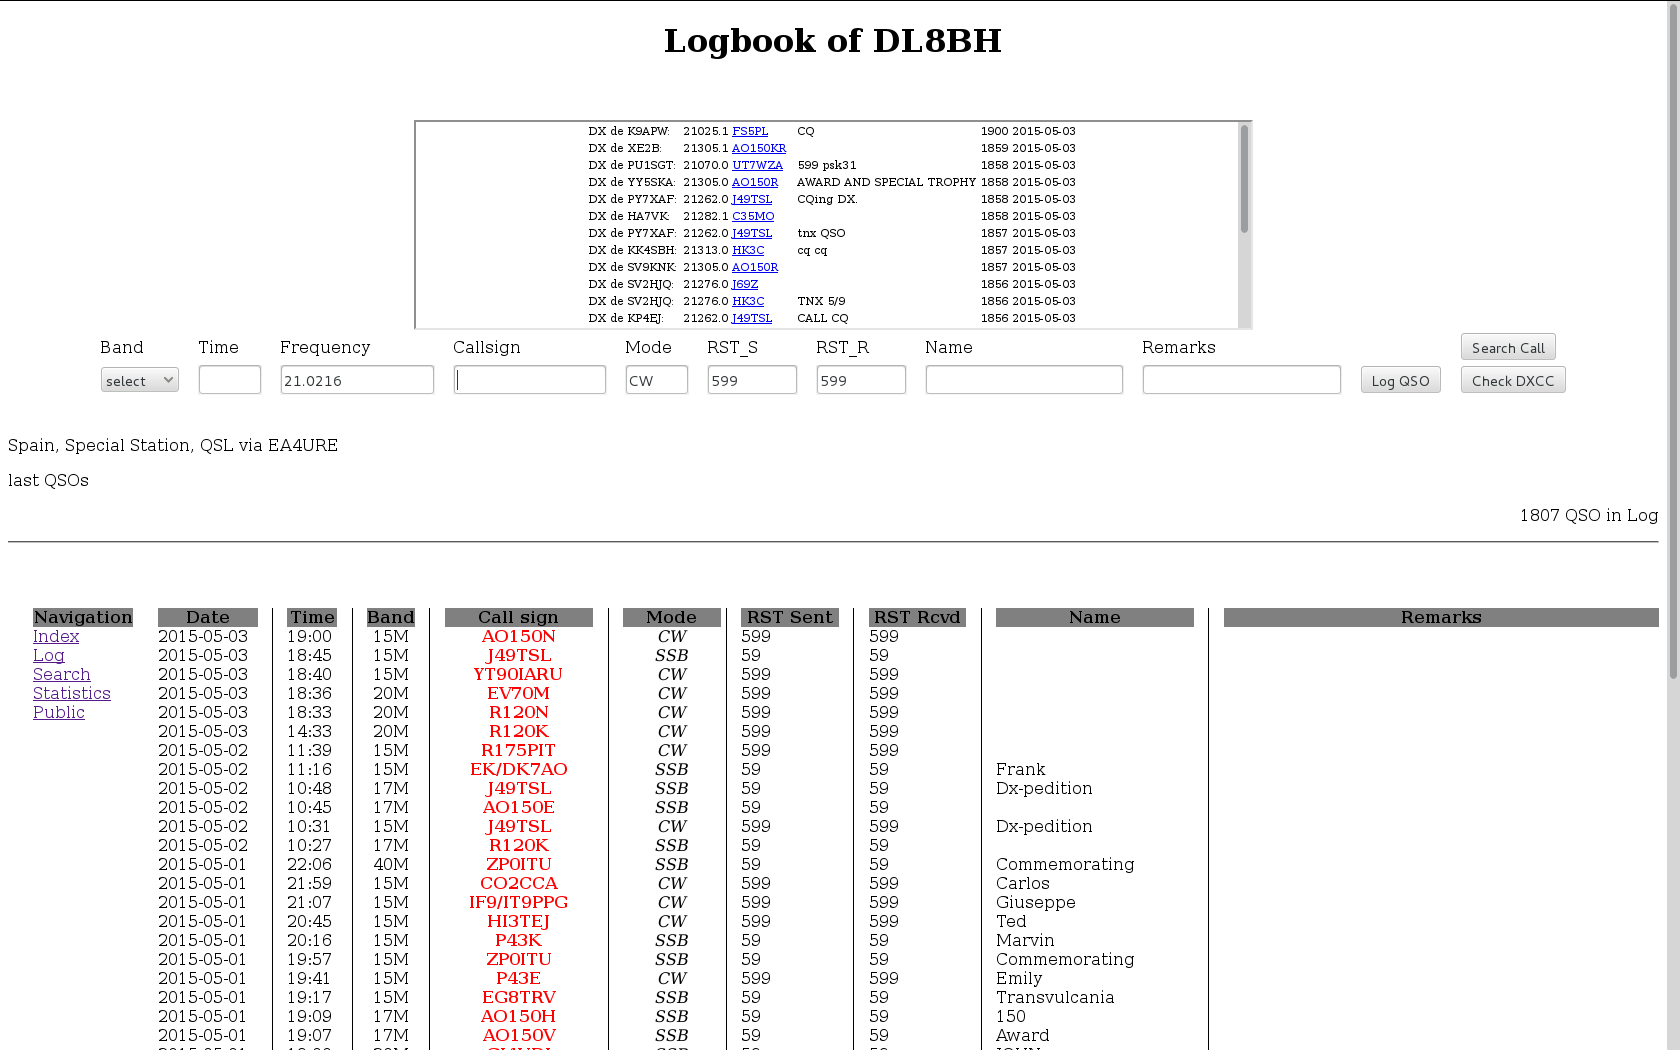 Logbook of DL8BH
DX de K9APW: 21025.1 FS5PL CQ 1900 2015-05-03
DX de XE2B: 21305.1 AO150KR 1859 2015-05-03
DX de PU1SGT: 21070.0 UT7WZA 599 psk31 1858 2015-05-03
DX de YY5SKA: 21305.0 AO150R AWARD AND SPECIAL TROPHY 1858 2015-05-03
DX de PY7XAF: 21262.0 J49TSL CQing DX. 1858 2015-05-03
DX de HA7VK: 21282.1 C35MO 1858 2015-05-03
DX de PY7XAF: 21262.0 J49TSL tnx QSO 1857 2015-05-03
DX de KK4SBH: 21313.0 HK3C cq cq 1857 2015-05-03
DX de SV9KNK: 21305.0 AO150R 1857 2015-05-03
DX de SV2HJQ: 21276.0 J69Z 1856 2015-05-03
DX de SV2HJQ: 21276.0 HK3C TNX 5/9 1856 2015-05-03
DX de KP4EJ: 21262.0 J49TSL CALL CQ 1856 2015-05-03
Band Time Frequency Callsign Mode RST_S RST_R Name Remarks Search Call
select 21.0216 CW 599 599 Log QSO Check DXCC
Spain, Special Station, QSL via EA4URE
last QSOs
1807 QSO in Log
Navigation Date Time Band Call sign Mode RST Sent RST Rcvd Name Remarks
Index 2015-05-03 19:00 15M AO150N CW 599 599
Log 2015-05-03 18:45 15M J49TSL SSB 59 59
Search 2015-05-03 18:40 15M YT90IARU CW 599 599
Statistics 2015-05-03 18:36 20M EV70M CW 599 599
Public 2015-05-03 18:33 20M R120N CW 599 599
2015-05-03 14:33 20M R120K CW 599 599
2015-05-02 11:39 15M R175PIT CW 599 599
2015-05-02 11:16 15M EK/DK7AO SSB 59 59 Frank
2015-05-02 10:48 17M J49TSL SSB 59 59 Dx-pedition
2015-05-02 10:45 17M AO150E SSB 59 59
2015-05-02 10:31 15M J49TSL CW 599 599 Dx-pedition
2015-05-02 10:27 17M R120K SSB 59 59
2015-05-01 22:06 40M ZP0ITU SSB 59 59 Commemorating
2015-05-01 21:59 15M CO2CCA CW 599 599 Carlos
2015-05-01 21:07 15M IF9/IT9PPG CW 599 599 Giuseppe
2015-05-01 20:45 15M HI3TEJ CW 599 599 Ted
2015-05-01 20:16 15M P43K SSB 59 59 Marvin
2015-05-01 19:57 15M ZP0ITU SSB 59 59 Commemorating
2015-05-01 19:41 15M P43E CW 599 599 Emily
2015-05-01 19:17 15M EG8TRV SSB 59 59 Transvulcania
2015-05-01 19:09 17M AO150H SSB 59 59 150
2015-05-01 19:07 17M AO150V SSB 59 59 Award